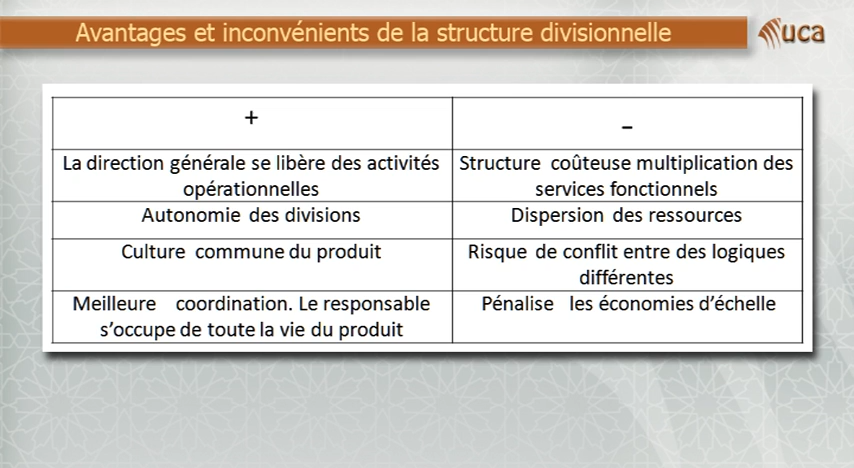 Avantages et inconvénients de la structure divisionnelle
uca
+
-
La direction générale se libère des activités
opérationnelles
Structure coûteuse multiplication des
services fonctionnels
Autonomie des divisions
Dispersion des ressources
Culture commune du produit
Risque de conflit entre des logiques
différentes
Meilleure coordination. Le responsable
s’occupe de toute la vie du produit
Pénalise les économies d’échelle